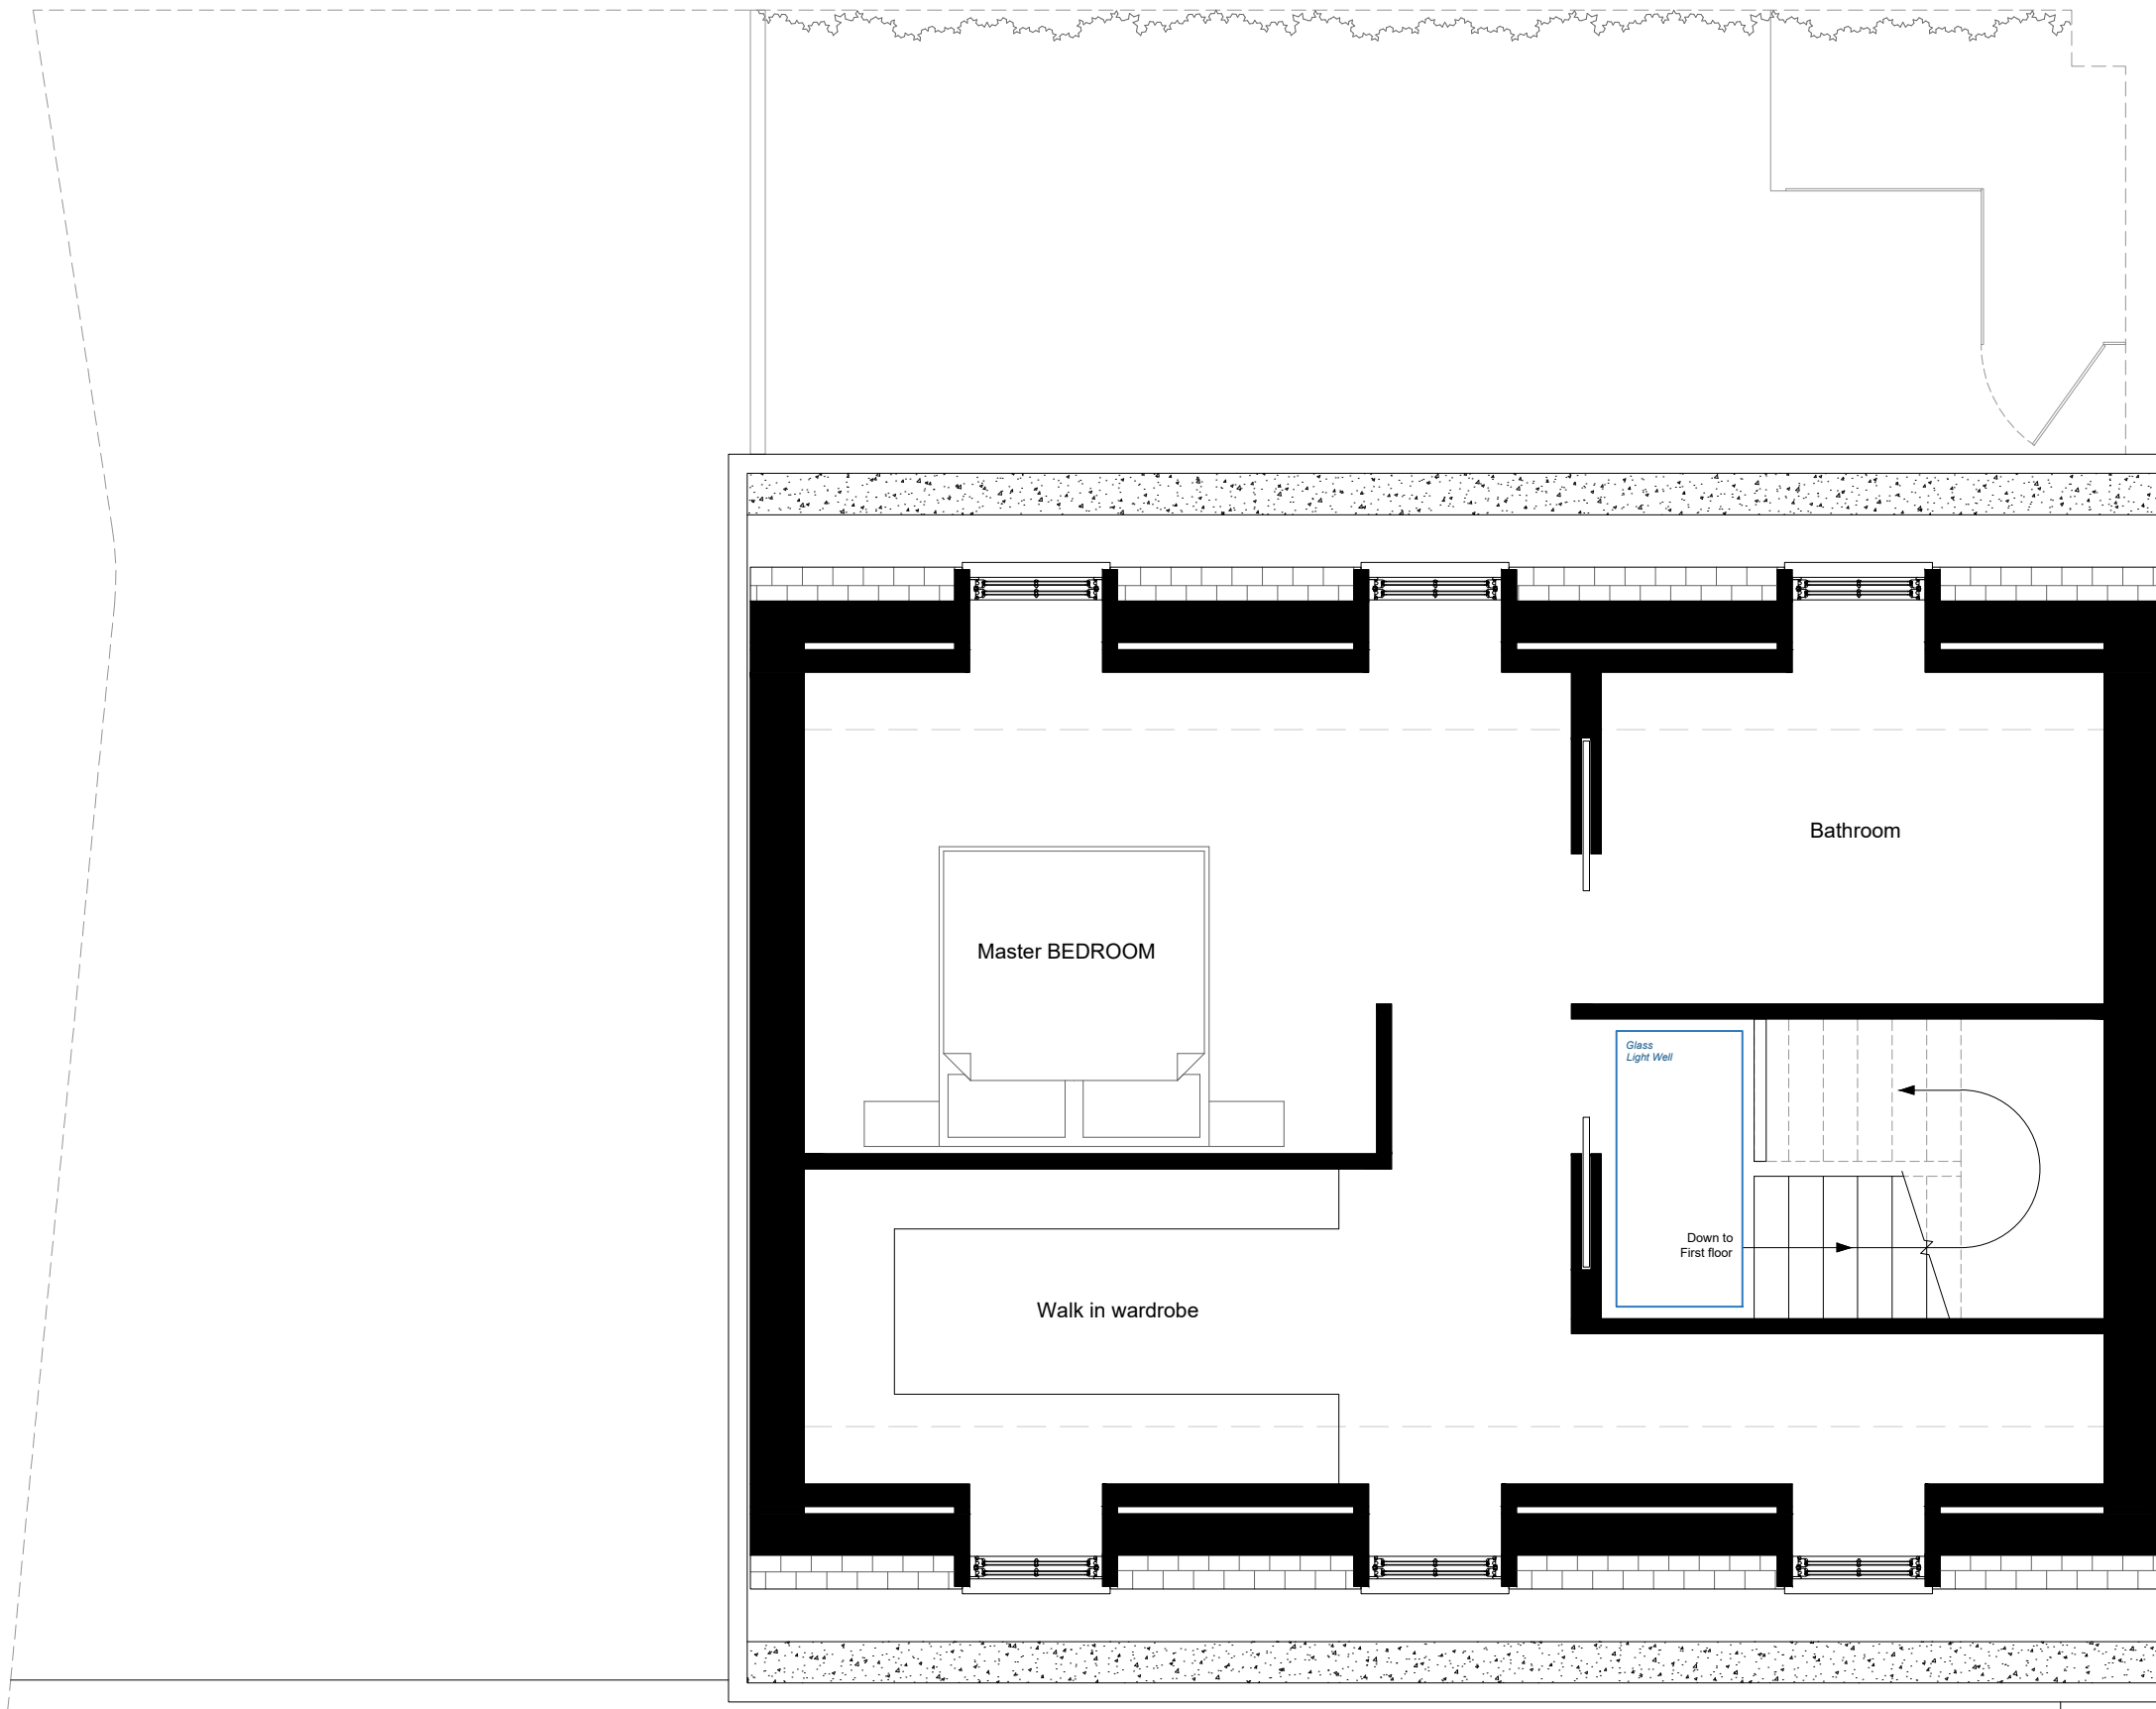 Bathroom
Master BEDROOM
Glass
Light Well
Down to
First floor
Walk in wardrobe